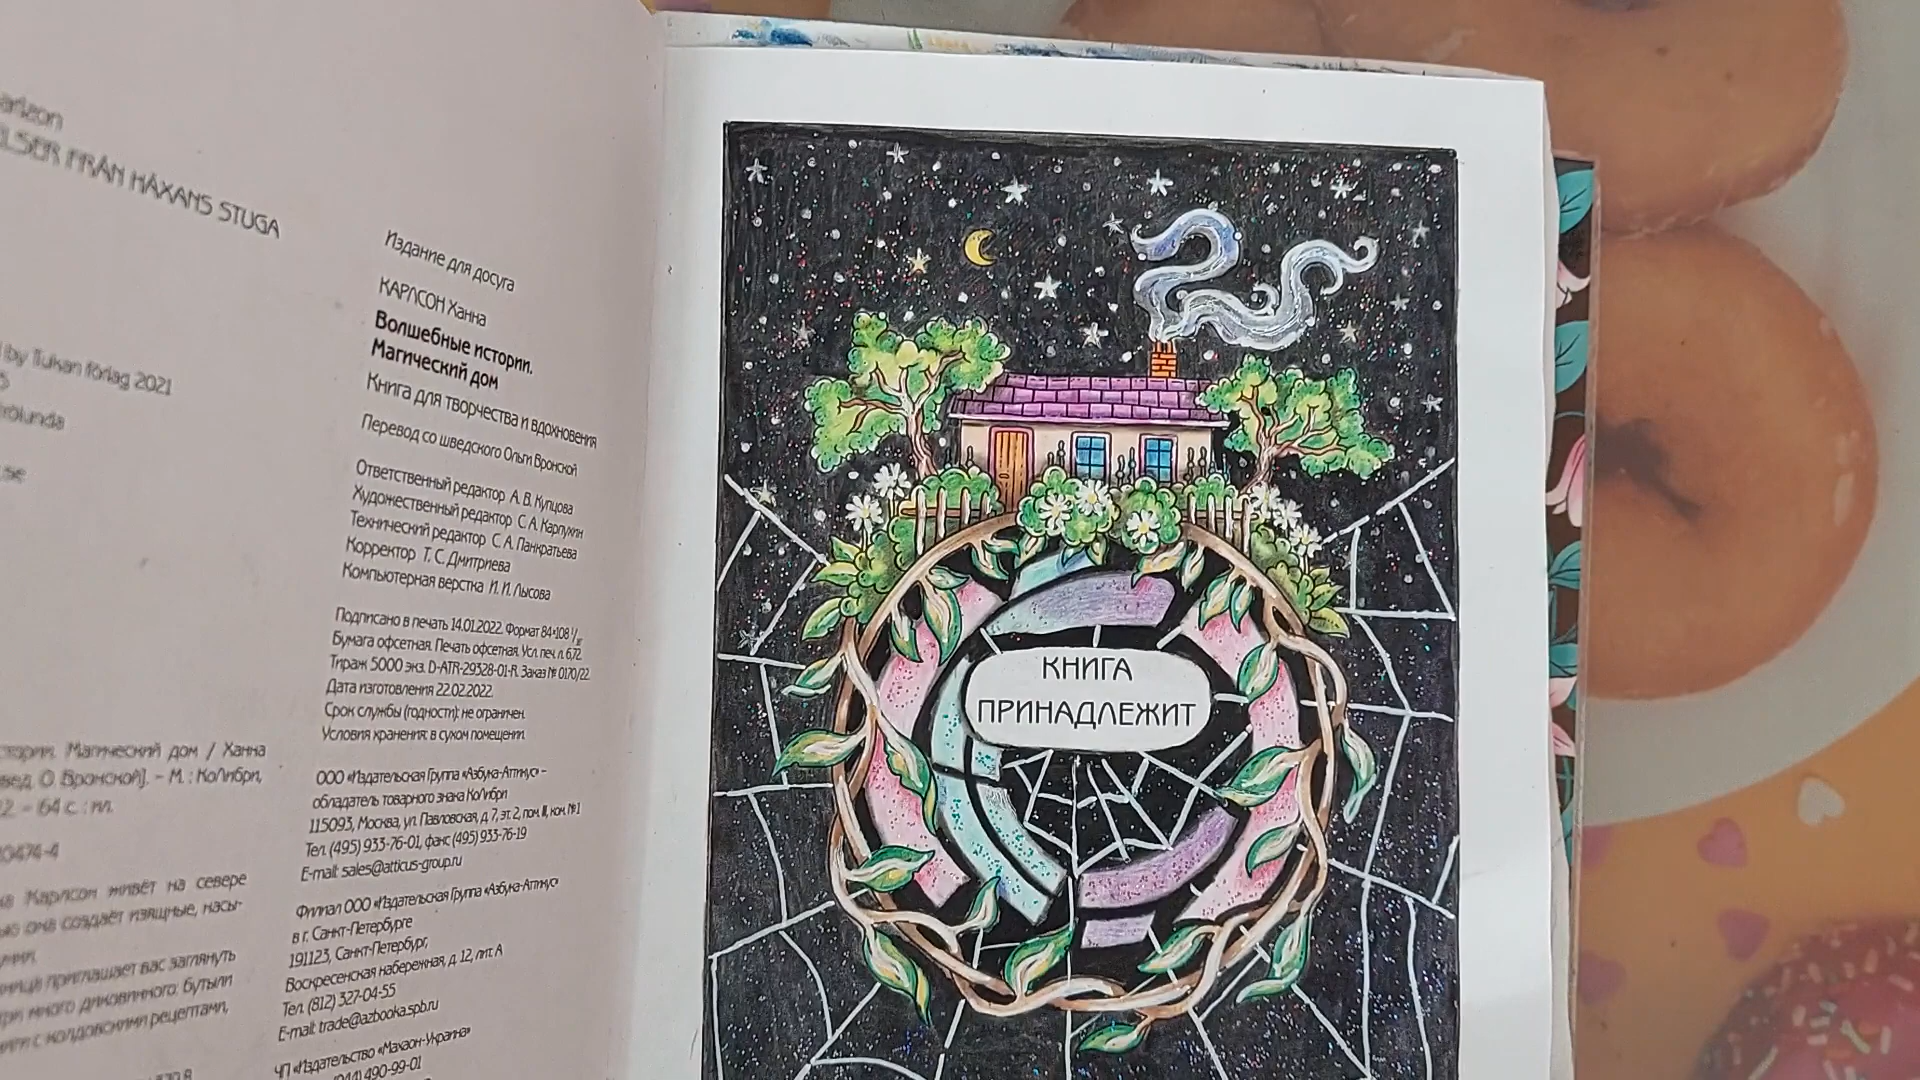 LSER FRÅN HÄXANS STUGA
by Tukan förlag 2021
Издание для досуга
КАРЛСОН Ханна
Волшебные истории.
Магический дом
Книга для творчества и вдохновения
Перевод со шведского Ольги Вронской
Ответственный редактор А. В. Купцова
Художественный редактор С. А. Карпухин
Технический редактор С. А. Панкратьева
Корректор Т. С. Дмитриева
Компьютерная верстка И. И. Лысова
Подписано в печать 14.01.2022. Формат 84×108 1/16.
Бумага офсетная. Печать офсетная. Усл. печ. л. 6,72.
Тираж 5000 экз. D-ATR-29328-01-R. Заказ № 0170/22.
Дата изготовления 22.02.2022.
Срок службы (годности): не ограничен.
Условия хранения: в сухом помещении.
ООО «Издательская Группа «Азбука-Аттикус» –
обладатель товарного знака КоЛибри
115093, Москва, ул. Павловская, д. 7, эт. 2, пом. III, ком. № 1
Тел. (495) 933-76-01, факс (495) 933-76-19
E-mail: sales@atticus-group.ru
Филиал ООО «Издательская Группа «Азбука-Аттикус»
в г. Санкт-Петербурге
191123, Санкт-Петербург,
Воскресенская набережная, д. 12, лит. А
Тел. (812) 327-04-55
E-mail: trade@azbooka.spb.ru
ЧП «Издательство «Махаон-Украина»
490-99-01
Магический дом / Ханна
О. Вронской]. – М. : КоЛибри,
64 с. : ил.
0474-4
Карлсон живёт на севере
она создаёт изящные, насы-
приглашает вас заглянуть
много диковинного: бутыли
с колдовскими рецептами,
КНИГА
ПРИНАДЛЕЖИТ